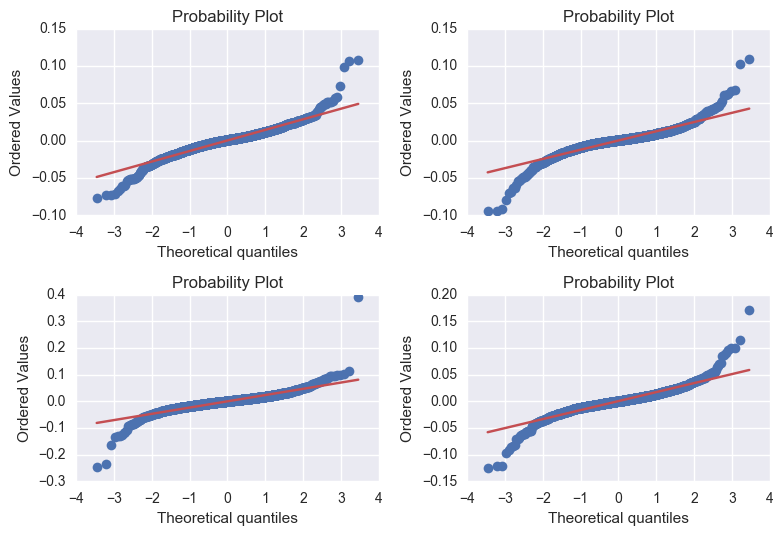 Probability Plot
Ordered Values
0.15
0.10
0.05
0.00
−0.05
−0.10
−4 −3 −2 −1 0 1 2 3 4
Theoretical quantiles
Probability Plot
Ordered Values
0.15
0.10
0.05
0.00
−0.05
−0.10
−4 −3 −2 −1 0 1 2 3 4
Theoretical quantiles
Probability Plot
Ordered Values
0.4
0.3
0.2
0.1
0.0
−0.1
−0.2
−0.3
−4 −3 −2 −1 0 1 2 3 4
Theoretical quantiles
Probability Plot
Ordered Values
0.20
0.15
0.10
0.05
0.00
−0.05
−0.10
−0.15
−4 −3 −2 −1 0 1 2 3 4
Theoretical quantiles